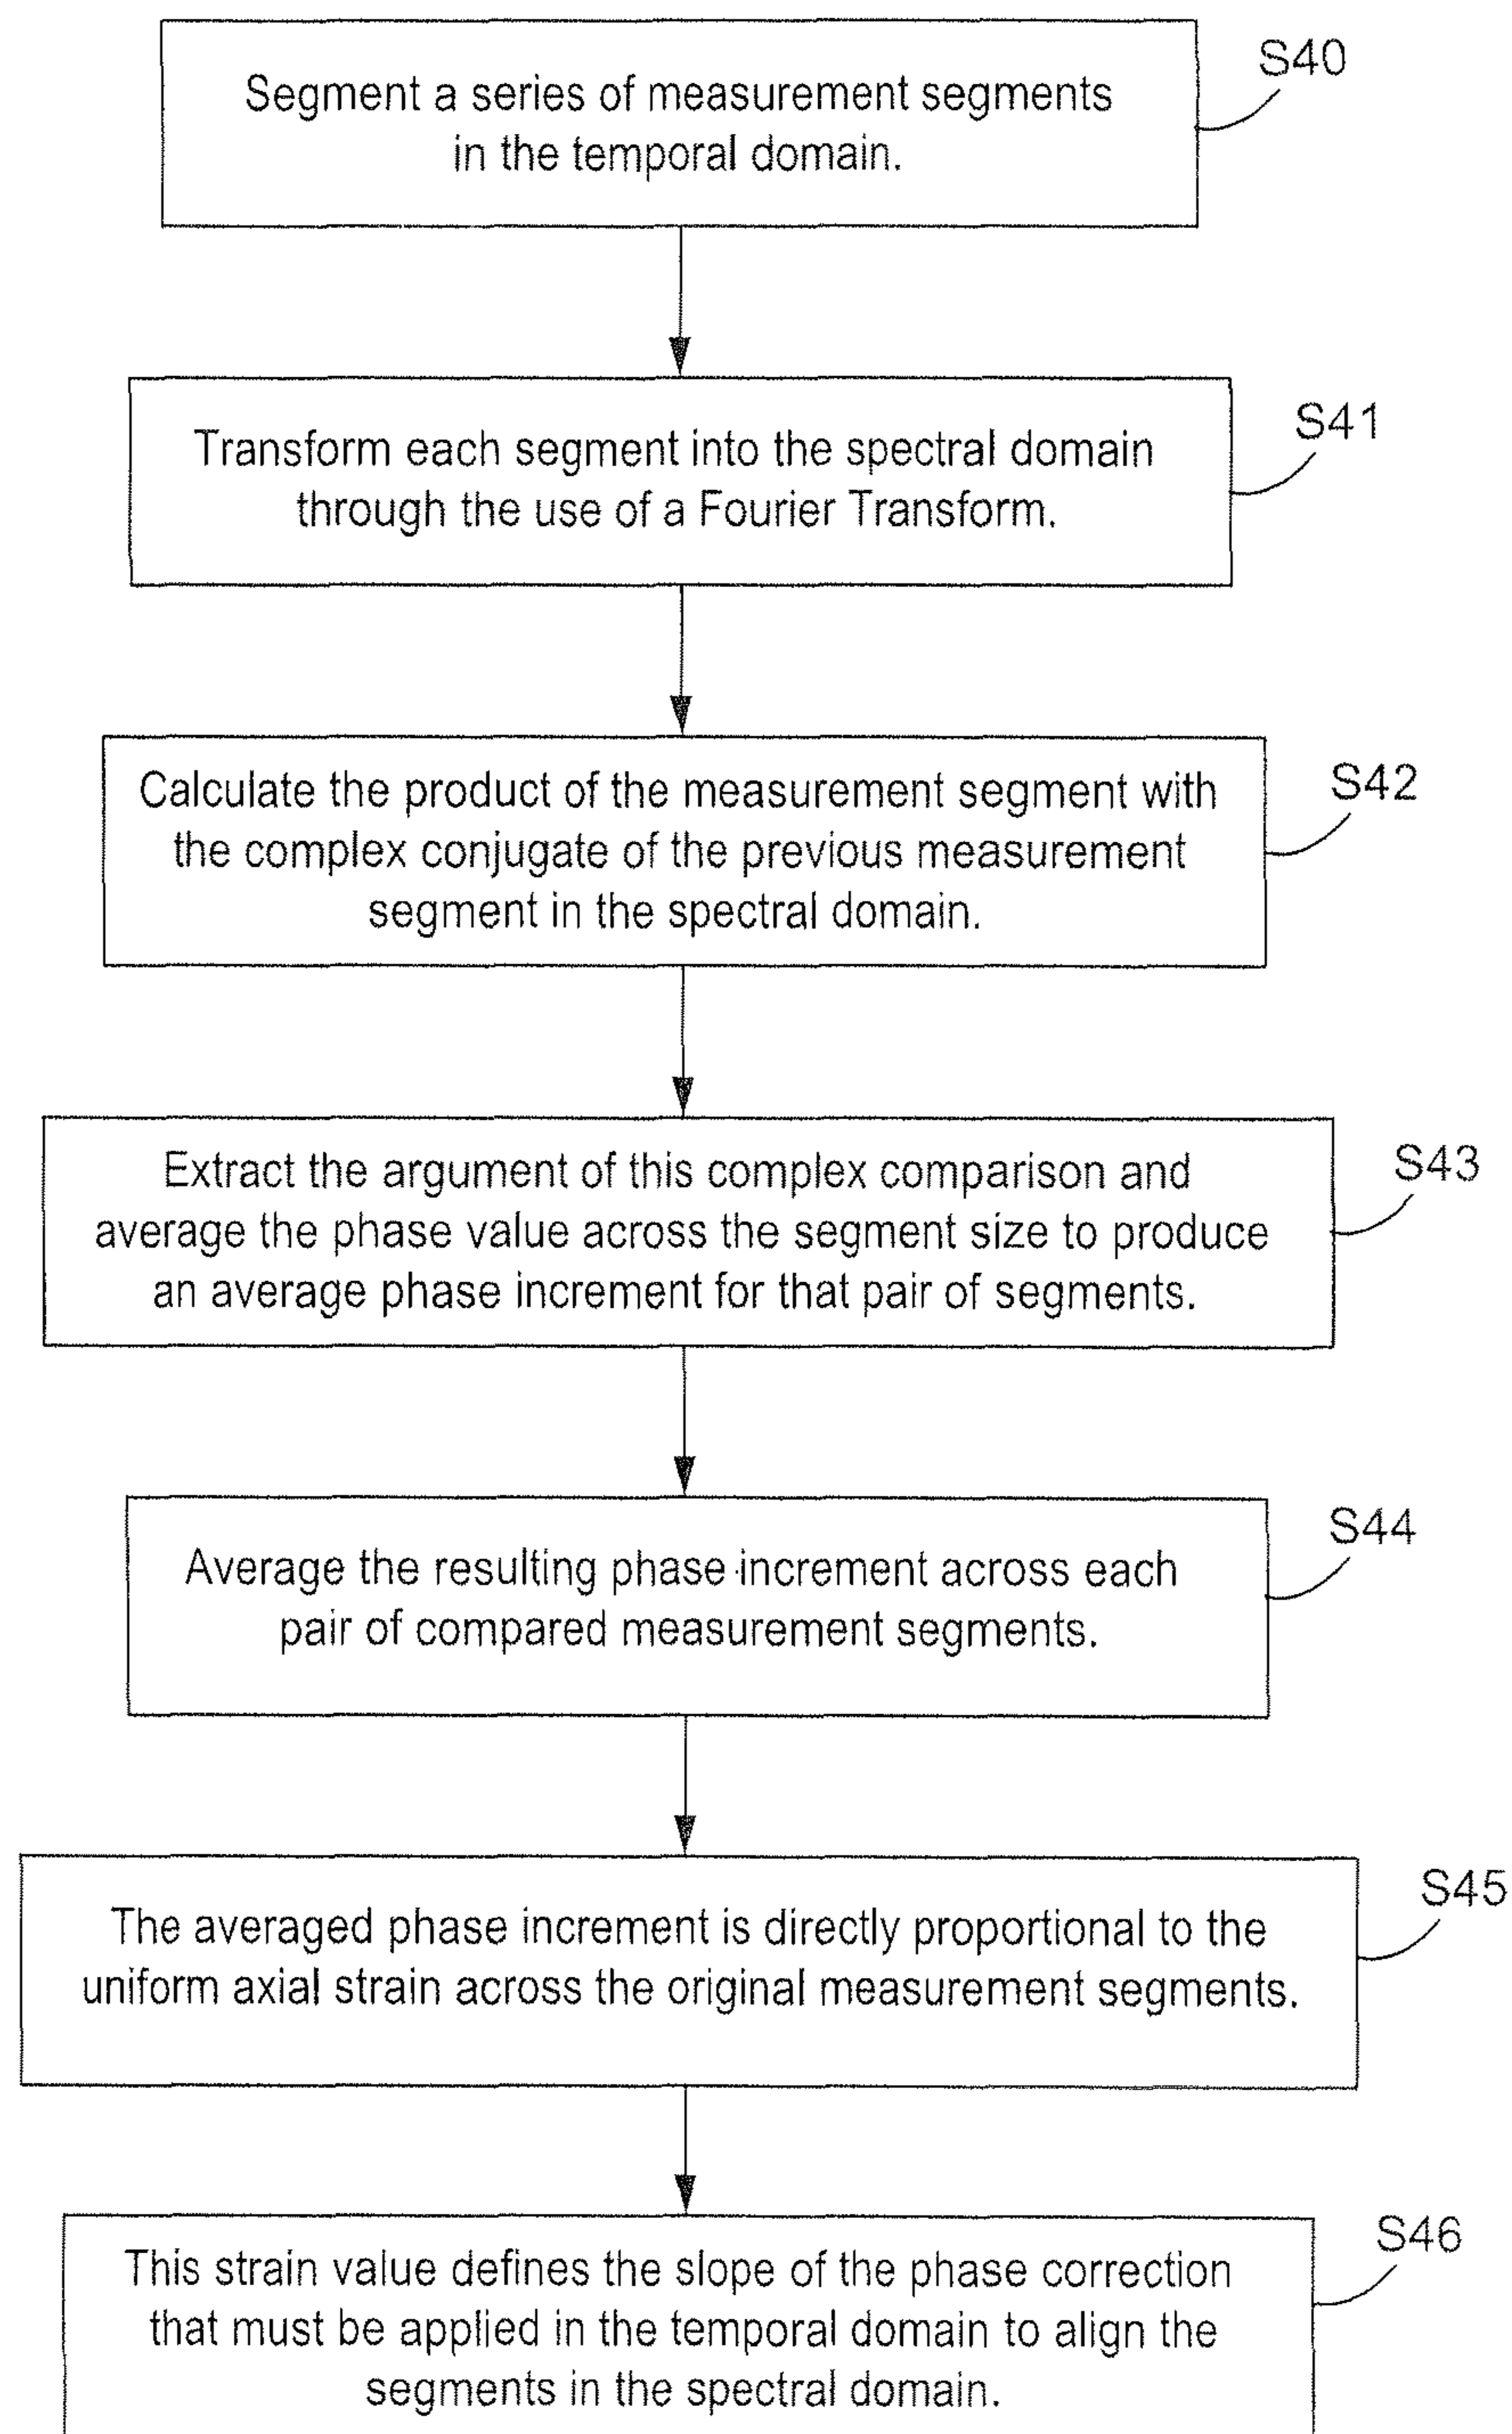 Segment a series of measurement segments
in the temporal domain.
S40
Transform each segment into the spectral domain
through the use of a Fourier Transform.
S41
Calculate the product of the measurement segment with
the complex conjugate of the previous measurement
segment in the spectral domain.
S42
Extract the argument of this complex comparison and
average the phase value across the segment size to produce
an average phase increment for that pair of segments.
S43
Average the resulting phase increment across each
pair of compared measurement segments.
S44
The averaged phase increment is directly proportional to the
uniform axial strain across the original measurement segments.
S45
This strain value defines the slope of the phase correction
that must be applied in the temporal domain to align the
segments in the spectral domain.
S46